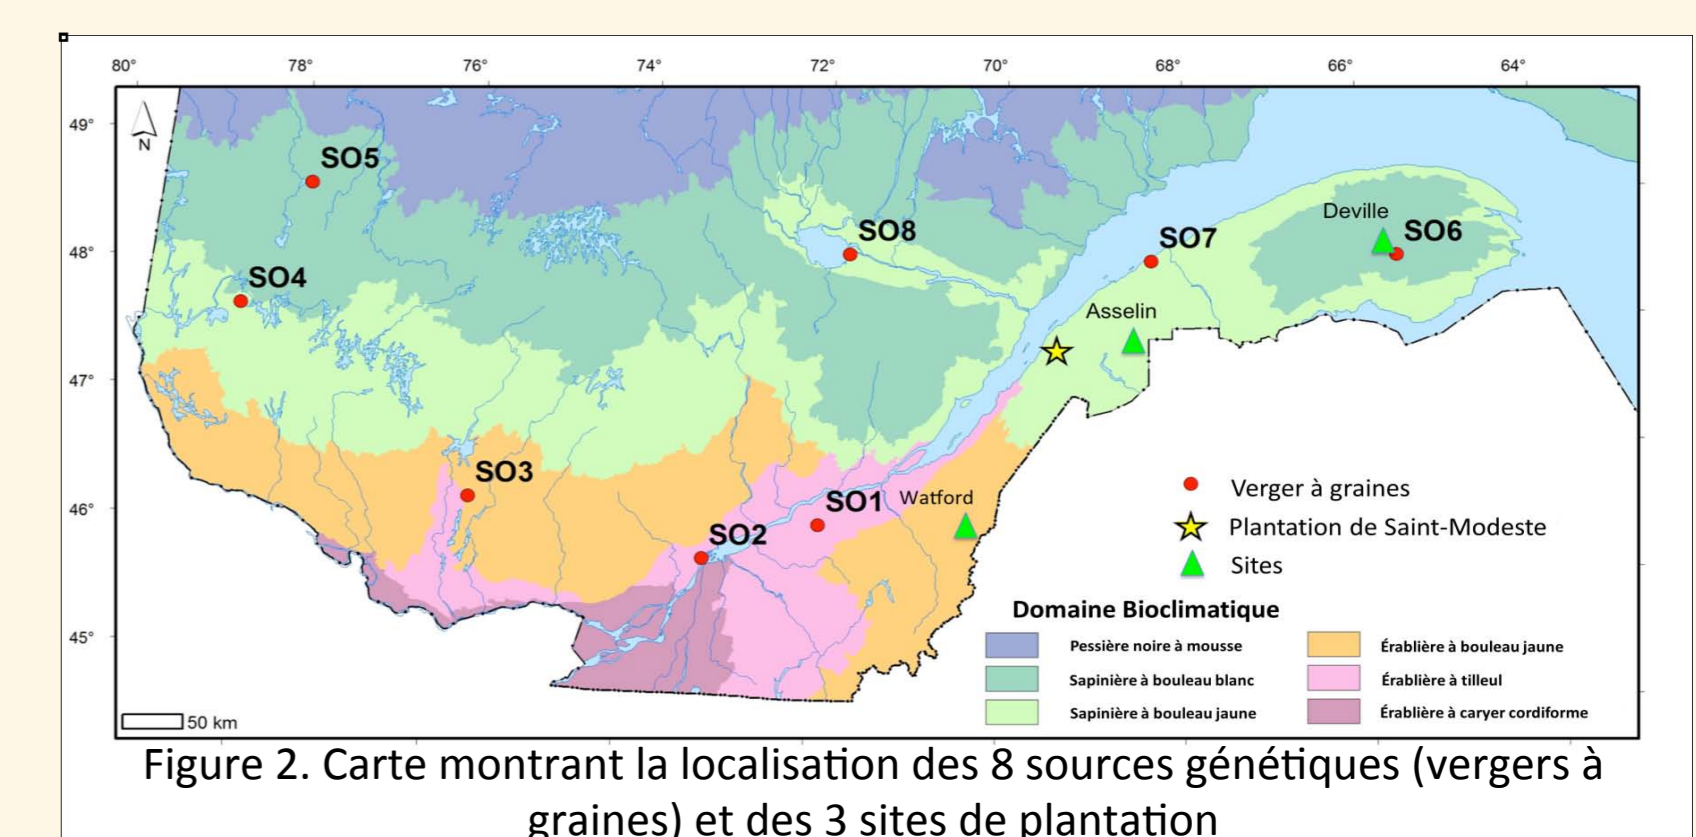 80° 78° 76° 74° 72° 70° 68° 66° 64°
49°
N
SO5
Deville
48°
SO8
SO7
SO6
SO4
Asselin
47°
SO3
46°
SO1
Watford
SO2
Verger à graines
Plantation de Saint-Modeste
Sites
45°
Domaine Bioclimatique
Pessière noire à mousse
Érablière à bouleau jaune
Sapinière à bouleau blanc
Érablière à tilleul
Sapinière à bouleau jaune
Érablière à caryer cordiforme
50 km
Figure 2. Carte montrant la localisation des 8 sources génétiques (vergers à
graines) et des 3 sites de plantation